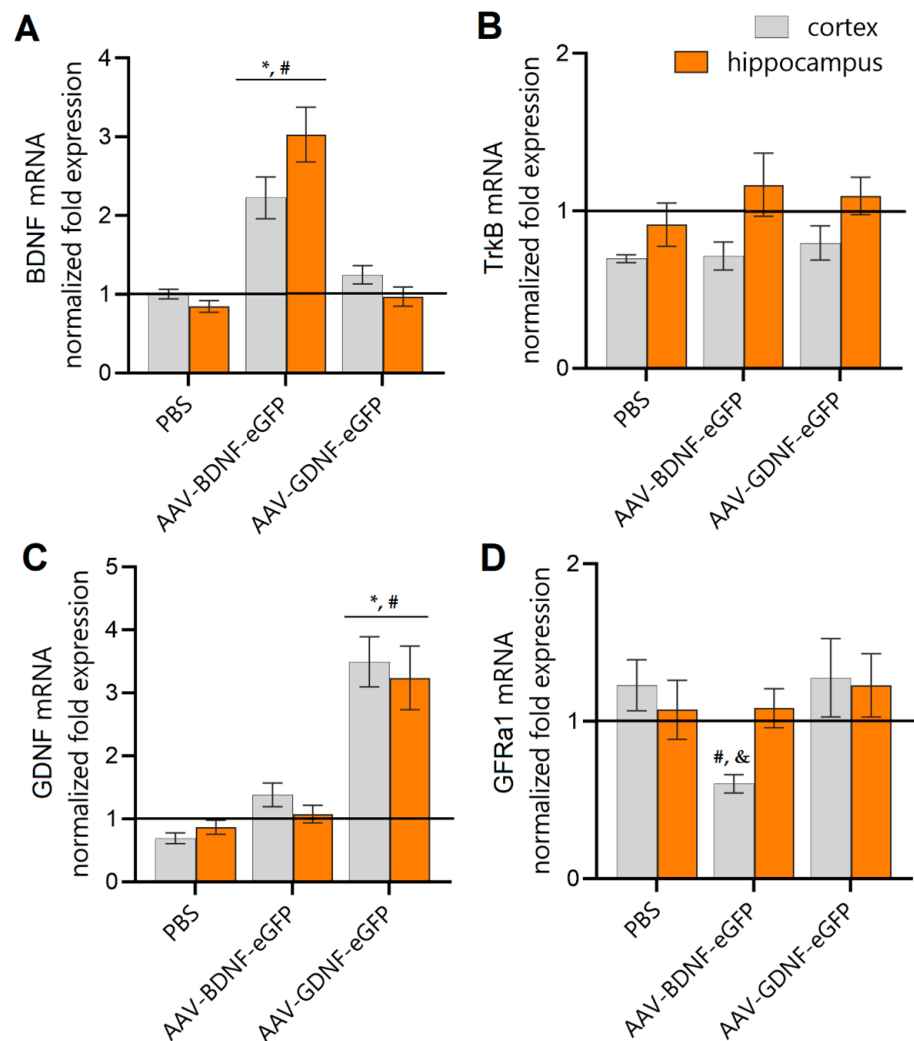 A
BDNF mRNA
normalized fold expression
4
3
2
1
0
*, #
PBS
AAV-BDNF-eGFP
AAV-GDNF-eGFP
B
cortex
hippocampus
TrkB mRNA
normalized fold expression
2
1
0
PBS
AAV-BDNF-eGFP
AAV-GDNF-eGFP
C
GDNF mRNA
normalized fold expression
5
4
3
2
1
0
*, #
PBS
AAV-BDNF-eGFP
AAV-GDNF-eGFP
D
GFRa1 mRNA
normalized fold expression
2
1
0
#, &
PBS
AAV-BDNF-eGFP
AAV-GDNF-eGFP